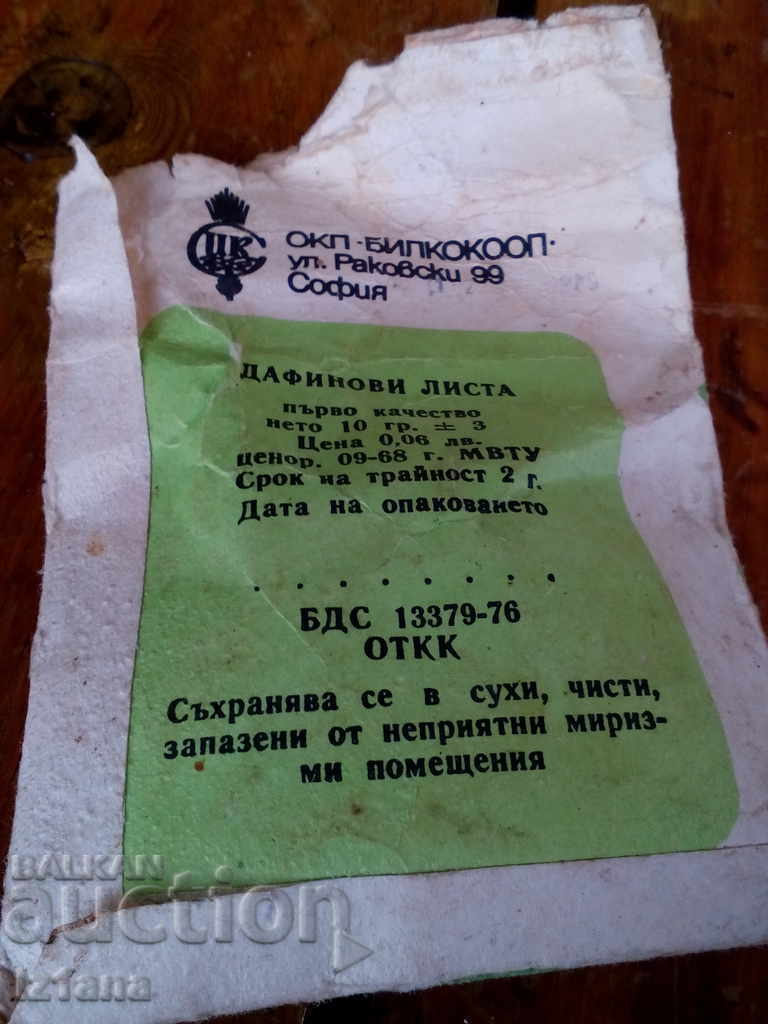 ЦКС
ОКП ·БИЛКОКООП·
ул. Раковски 99
София
ДАФИНОВИ ЛИСТА
първо качество
нето 10 гр. ± 3
Цена 0,06 лв.
ценор. 09-68 г. МВТУ
Срок на трайност 2 г.
Дата на опаковането
. . . . . . . .
БДС 13379-76
ОТКК
Съхранява се в сухи, чисти,
запазени от неприятни мириз-
ми помещения
BALKAN
auction
iz1ana